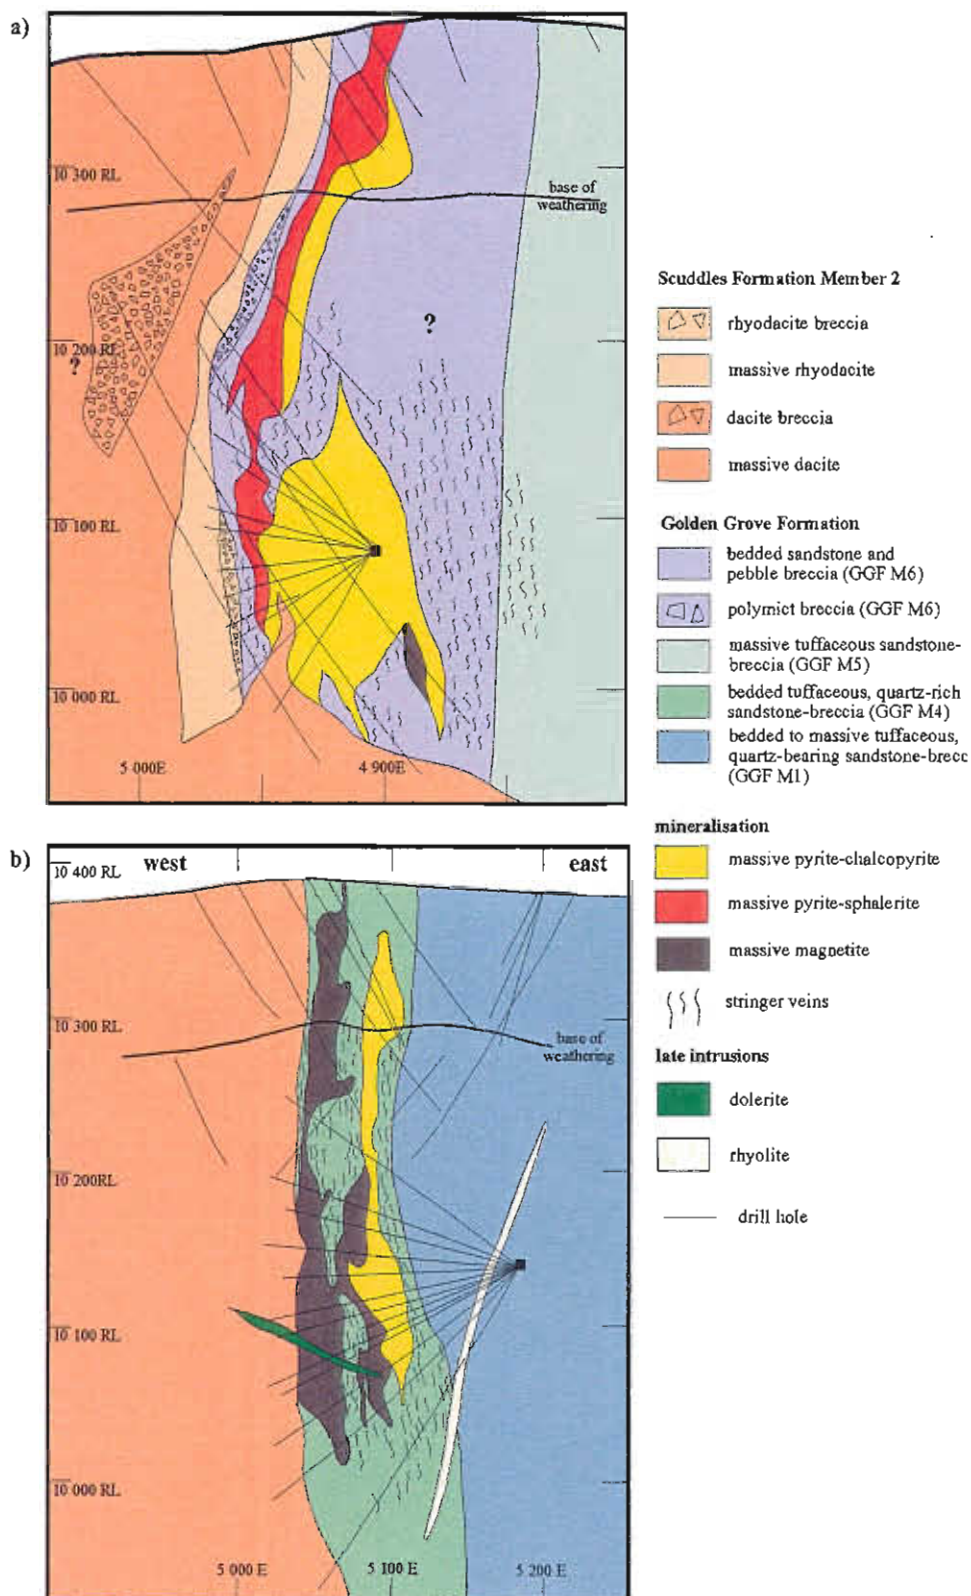 a)
10 300 RL
base of
weathering
?
10 200RL
?
10 100 RL
10 000 RL
5 000E
4 900E
Scuddles Formation Member 2
rhyodacite breccia
massive rhyodacite
dacite breccia
massive dacite
Golden Grove Formation
bedded sandstone and
pebble breccia (GGF M6)
polymict breccia (GGF M6)
massive tuffaceous sandstone-
breccia (GGF M5)
bedded tuffaceous, quartz-rich
sandstone-breccia (GGF M4)
bedded to massive tuffaceous,
quartz-bearing sandstone-brecc
(GGF M1)
mineralisation
massive pyrite-chalcopyrite
massive pyrite-sphalerite
massive magnetite
stringer veins
late intrusions
dolerite
rhyolite
drill hole
b)
10 400 RL
west
east
10 300 RL
base of
weathering
10 200RL
10 100 RL
10 000 RL
5 000 E
5 100 E
5 200 E